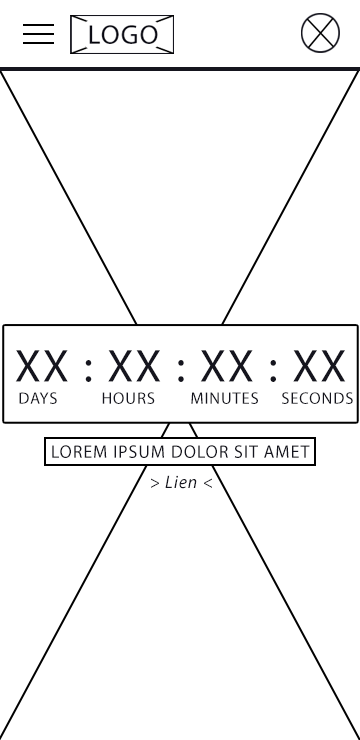 LOGO
XX : XX : XX : XX
DAYS HOURS MINUTES SECONDS
LOREM IPSUM DOLOR SIT AMET
> Lien <